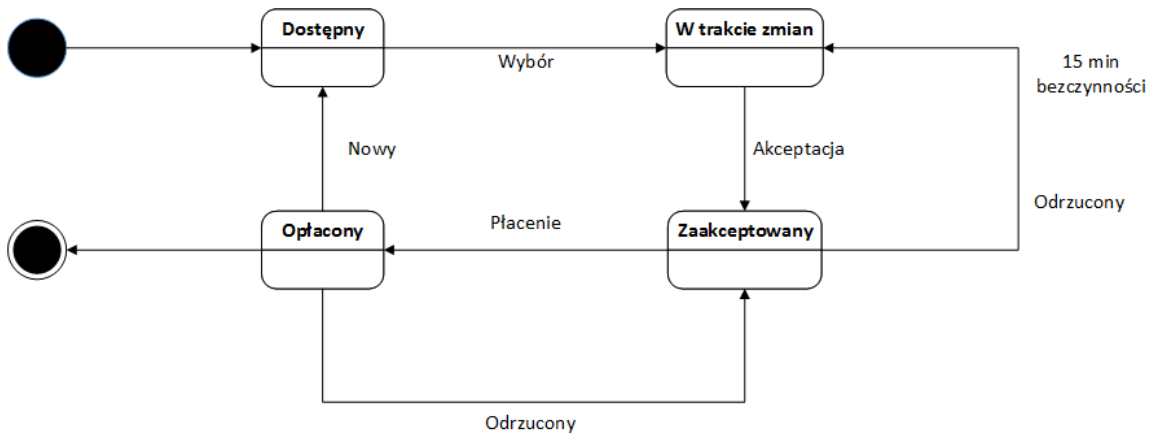 Dostępny
W trakcie zmian
Wybór
15 min
bezczynności
Nowy
Akceptacja
Odrzucony
Opłacony
Płacenie
Zaakceptowany
Odrzucony